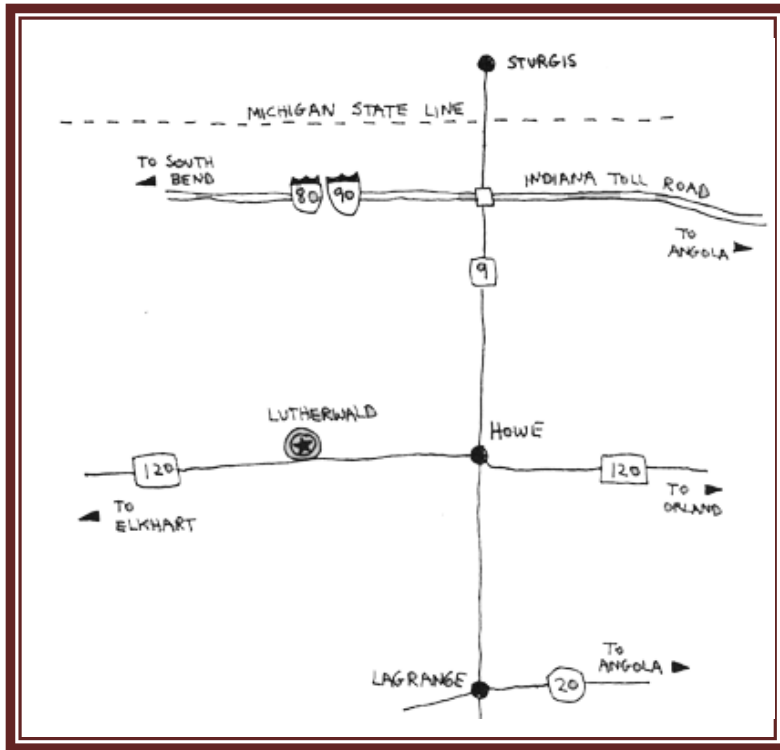 STURGIS
MICHIGAN STATE LINE
TO SOUTH
BEND
80
90
INDIANA TOLL ROAD
TO
ANGOLA
9
LUTHERWALD
HOWE
120
120
TO
ELKHART
TO
ORLAND
LAGRANGE
20
TO
ANGOLA